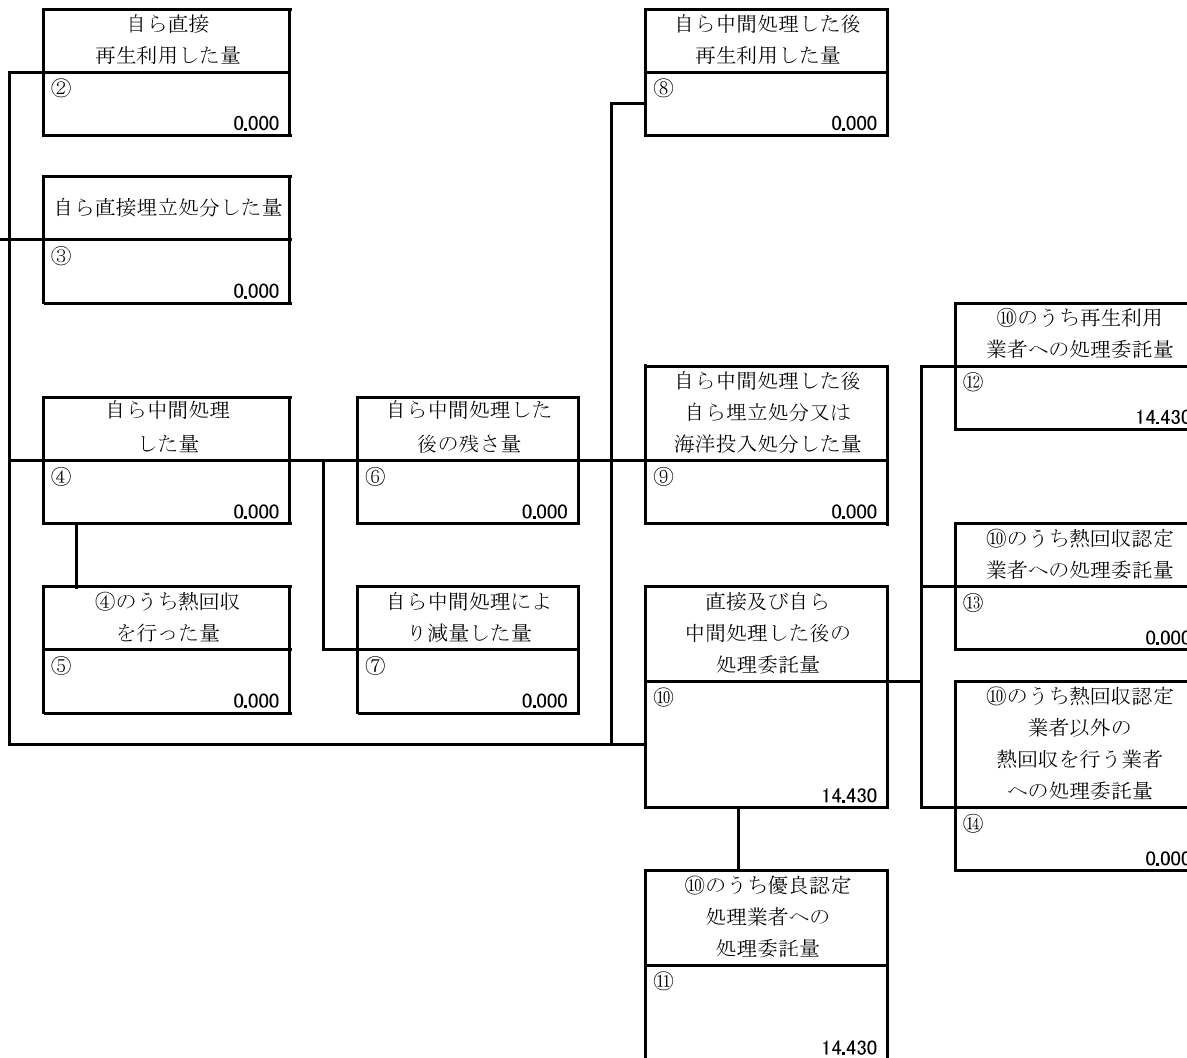 自ら直接
再生利用した量
②
0.000
自ら中間処理した後
再生利用した量
⑧
0.000
自ら直接埋立処分した量
③
0.000
⑩のうち再生利用
業者への処理委託量
⑫
14.430
自ら中間処理
した量
④
0.000
自ら中間処理した
後の残さ量
⑥
0.000
自ら中間処理した後
自ら埋立処分又は
海洋投入処分した量
⑨
0.000
⑩のうち熱回収認定
業者への処理委託量
⑬
0.000
④のうち熱回収
を行った量
⑤
0.000
自ら中間処理によ
り減量した量
⑦
0.000
直接及び自ら
中間処理した後の
処理委託量
⑩
14.430
⑩のうち熱回収認定
業者以外の
熱回収を行う業者
への処理委託量
⑭
0.000
⑩のうち優良認定
処理業者への
処理委託量
⑪
14.430